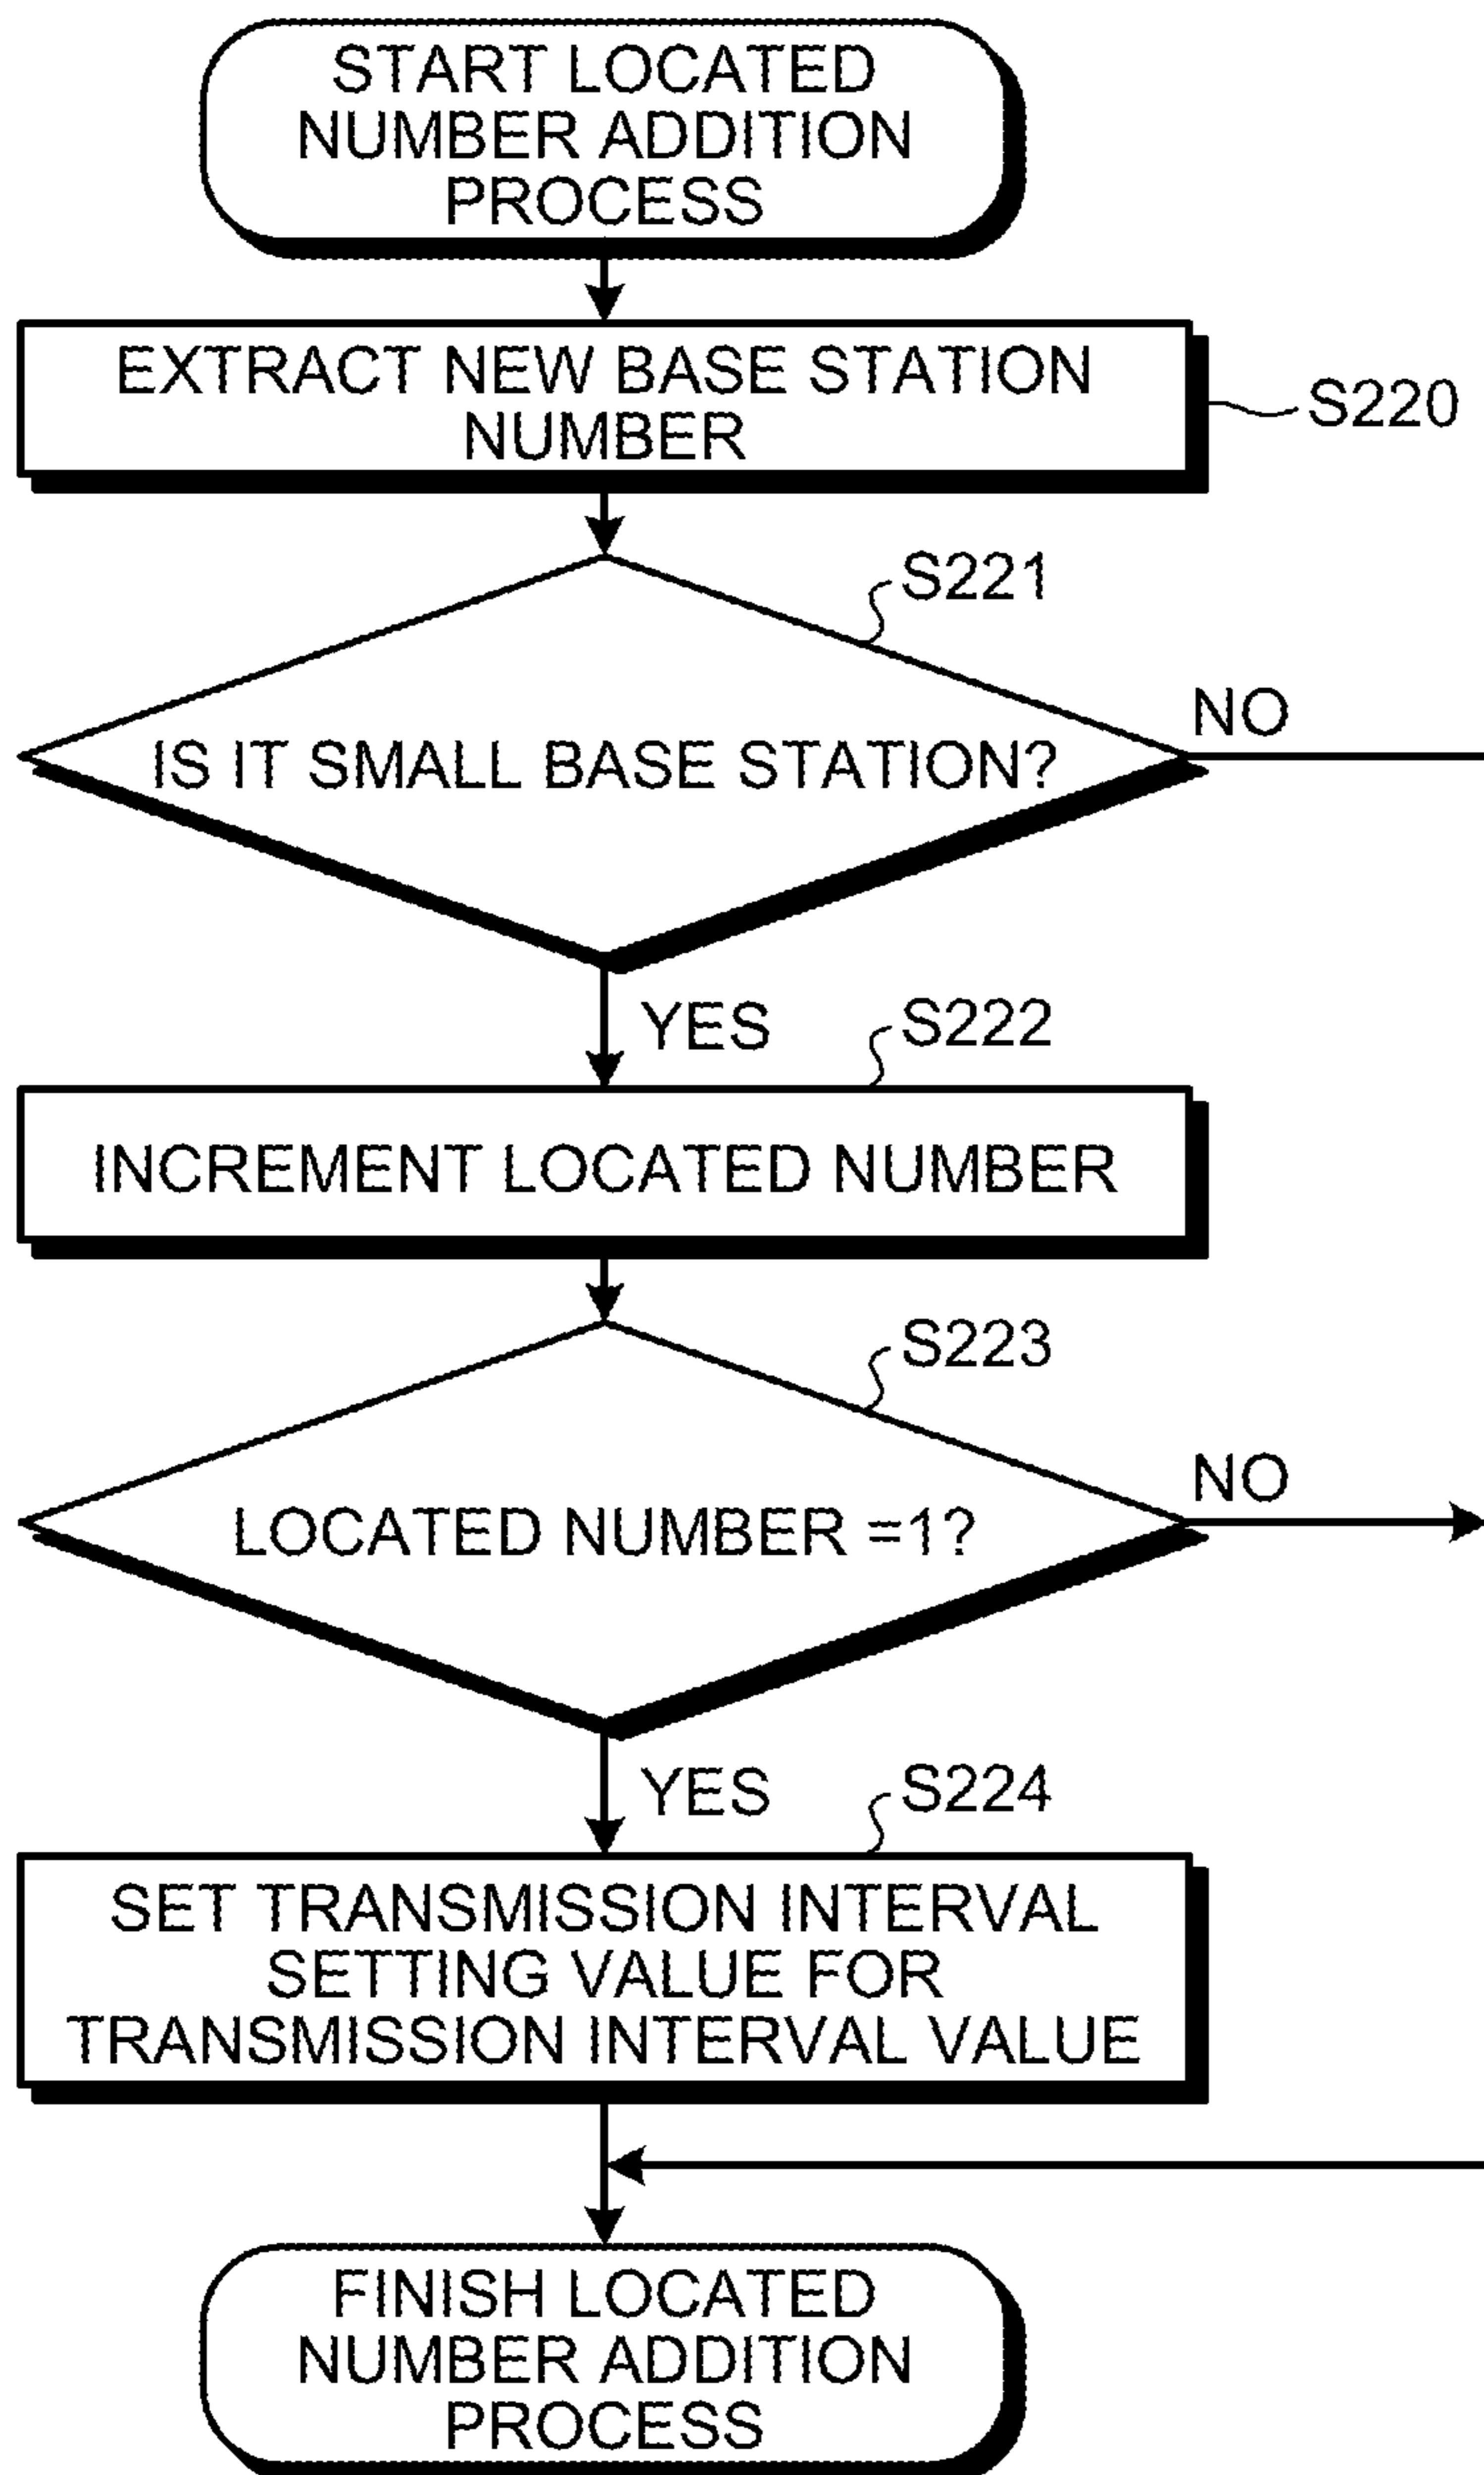 START LOCATED
NUMBER ADDITION
PROCESS
EXTRACT NEW BASE STATION
NUMBER
S220
S221
IS IT SMALL BASE STATION?
NO
YES
S222
INCREMENT LOCATED NUMBER
S223
LOCATED NUMBER =1?
NO
YES
S224
SET TRANSMISSION INTERVAL
SETTING VALUE FOR
TRANSMISSION INTERVAL VALUE
FINISH LOCATED
NUMBER ADDITION
PROCESS